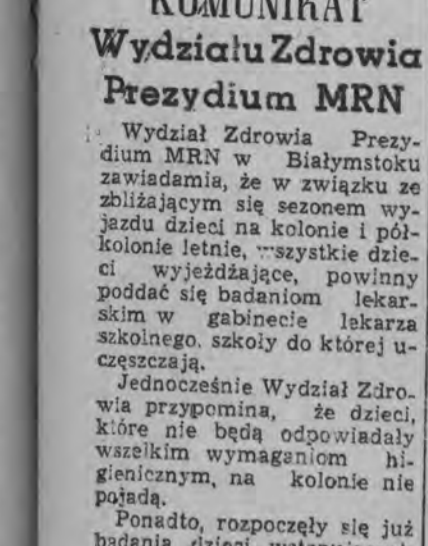 KOMUNIKAT
Wydziału Zdrowia
Prezydium MRN
Wydział Zdrowia Prezy-
dium MRN w Białymstoku
zawiadamia, że w związku ze
zbliżającym się sezonem wy-
jazdu dzieci na kolonie i pół-
kolonie letnie, wszystkie dzie-
ci wyjeżdżające, powinny
poddać się badaniom lekar-
skim w gabinecie lekarza
szkolnego. szkoły do której u-
częszczają.
Jednocześnie Wydział Zdro-
wia przypomina, że dzieci,
które nie będą odpowiadały
wszelkim wymaganiom hi-
gienicznym, na kolonie nie
pojadą.
Ponadto, rozpoczęły się już
badania dzieci